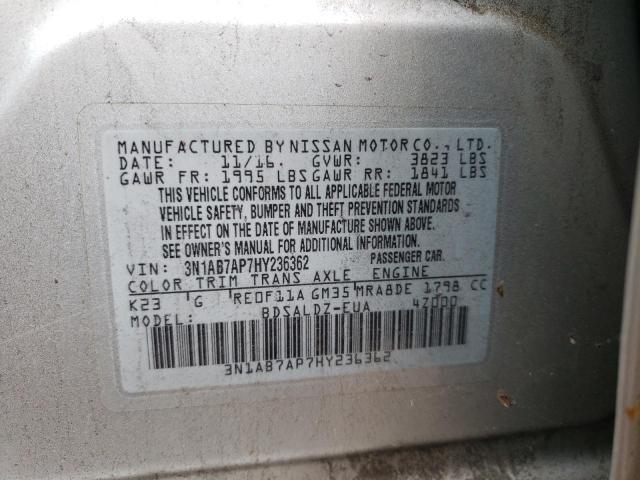 MANUFACTURED BY NISSAN MOTOR CO., LTD.
DATE: 11/16. GVWR: 3823 LBS
GAWR FR: 1995 LBS GAWR RR: 1841 LBS
THIS VEHICLE CONFORMS TO ALL APPLICABLE FEDERAL MOTOR
VEHICLE SAFETY, BUMPER AND THEFT PREVENTION STANDARDS
IN EFFECT ON THE DATE OF MANUFACTURE SHOWN ABOVE.
SEE OWNER'S MANUAL FOR ADDITIONAL INFORMATION.
VIN: 3N1AB7AP7HY236362 PASSENGER CAR.
COLOR TRIM TRANS AXLE ENGINE
K23 G RE0F11A GM35 MRA8DE 1798 CC
MODEL: BDSALDZ-EUA 4Z000
3N1AB7AP7HY236362